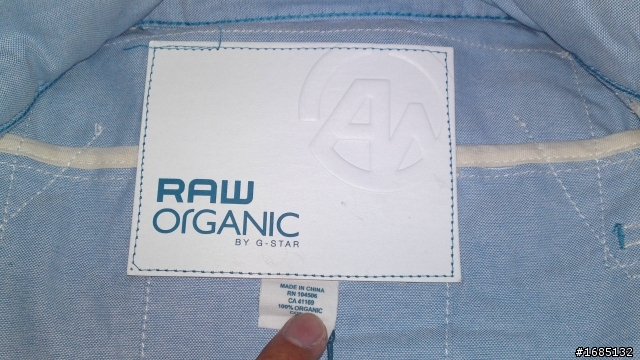 RAW
OrGANIC
BY G-STAR
MADE IN CHINA
RN 104506
CA 41189
100% ORGANIC
#1685132